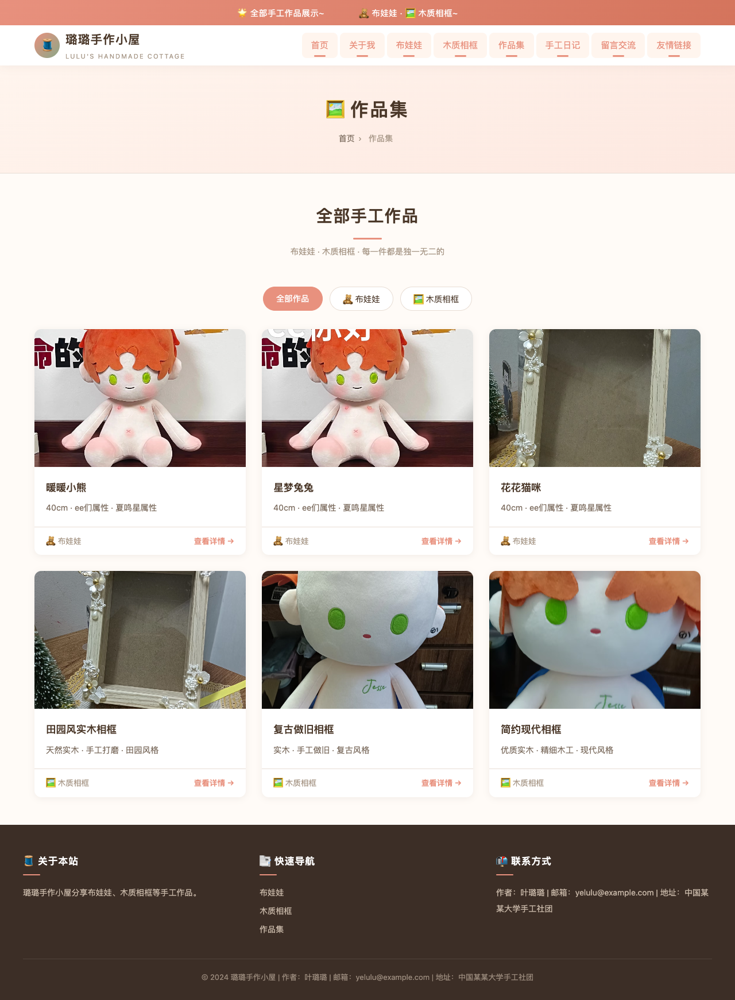 🌟 全部手工作品展示~
🧸 布娃娃 · 🖼️ 木质相框~
璐璐手作小屋
LULU'S HANDMADE COTTAGE
首页
关于我
布娃娃
木质相框
作品集
手工日记
留言交流
友情链接
🖼️ 作品集
首页 › 作品集
全部手工作品
布娃娃 · 木质相框 · 每一件都是独一无二的
全部作品
🧸 布娃娃
🖼️ 木质相框
命的
ee你好
命的
暖暖小熊
40cm · ee们属性 · 夏鸣星属性
🧸 布娃娃
查看详情 →
星梦兔兔
40cm · ee们属性 · 夏鸣星属性
🧸 布娃娃
查看详情 →
花花猫咪
40cm · ee们属性 · 夏鸣星属性
🧸 布娃娃
查看详情 →
Jesse
Jesse
田园风实木相框
天然实木 · 手工打磨 · 田园风格
🖼️ 木质相框
查看详情 →
复古做旧相框
实木 · 手工做旧 · 复古风格
🖼️ 木质相框
查看详情 →
简约现代相框
优质实木 · 精细木工 · 现代风格
🖼️ 木质相框
查看详情 →
🧵 关于本站
璐璐手作小屋分享布娃娃、木质相框等手工作品。
📑 快速导航
布娃娃
木质相框
作品集
📬 联系方式
作者：叶璐璐 | 邮箱：yelulu@example.com | 地址：中国某
某大学手工社团
© 2024 璐璐手作小屋 | 作者：叶璐璐 | 邮箱：yelulu@example.com | 地址：中国某某大学手工社团